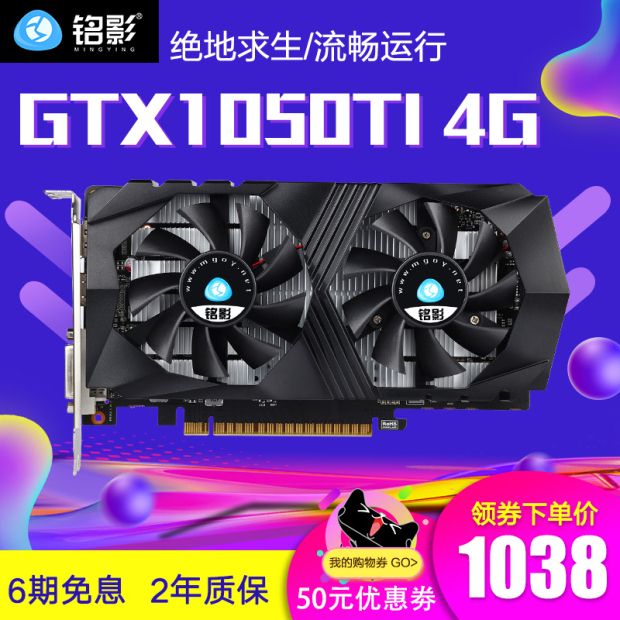 铭影®
MINGYING
绝地求生/流畅运行
GTX1050TI 4G
www.mgoy.net
铭影
www.mgoy.net
铭影
RoHS
我的购物券 GO>
领券下单价
1038
6期免息 2年质保
50元优惠券